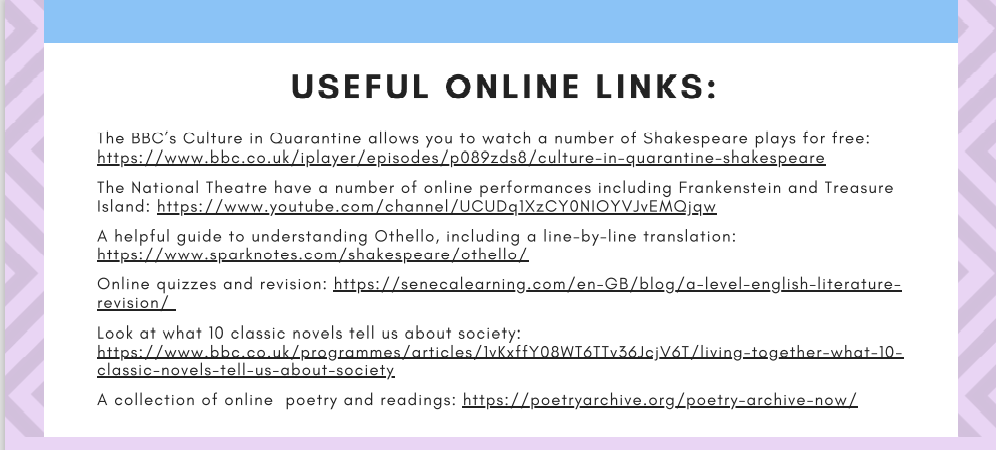 USEFUL ONLINE LINKS:
The BBC's Culture in Quarantine allows you to watch a number of Shakespeare plays for free:
https://www.bbc.co.uk/iplayer/episodes/p089zds8/culture-in-quarantine-shakespeare
The National Theatre have a number of online performances including Frankenstein and Treasure
Island: https://www.youtube.com/channel/UCUDq1XzCY0NIOYVJvEMQjqw
A helpful guide to understanding Othello, including a line-by-line translation:
https://www.sparknotes.com/shakespeare/othello/
Online quizzes and revision: https://senecalearning.com/en-GB/blog/a-level-english-literature-
revision/
Look at what 10 classic novels tell us about society:
https://www.bbc.co.uk/programmes/articles/1vKxffY08WT6TTv36JcjV6T/living-together-what-10-
classic-novels-tell-us-about-society
A collection of online  poetry and readings: https://poetryarchive.org/poetry-archive-now/